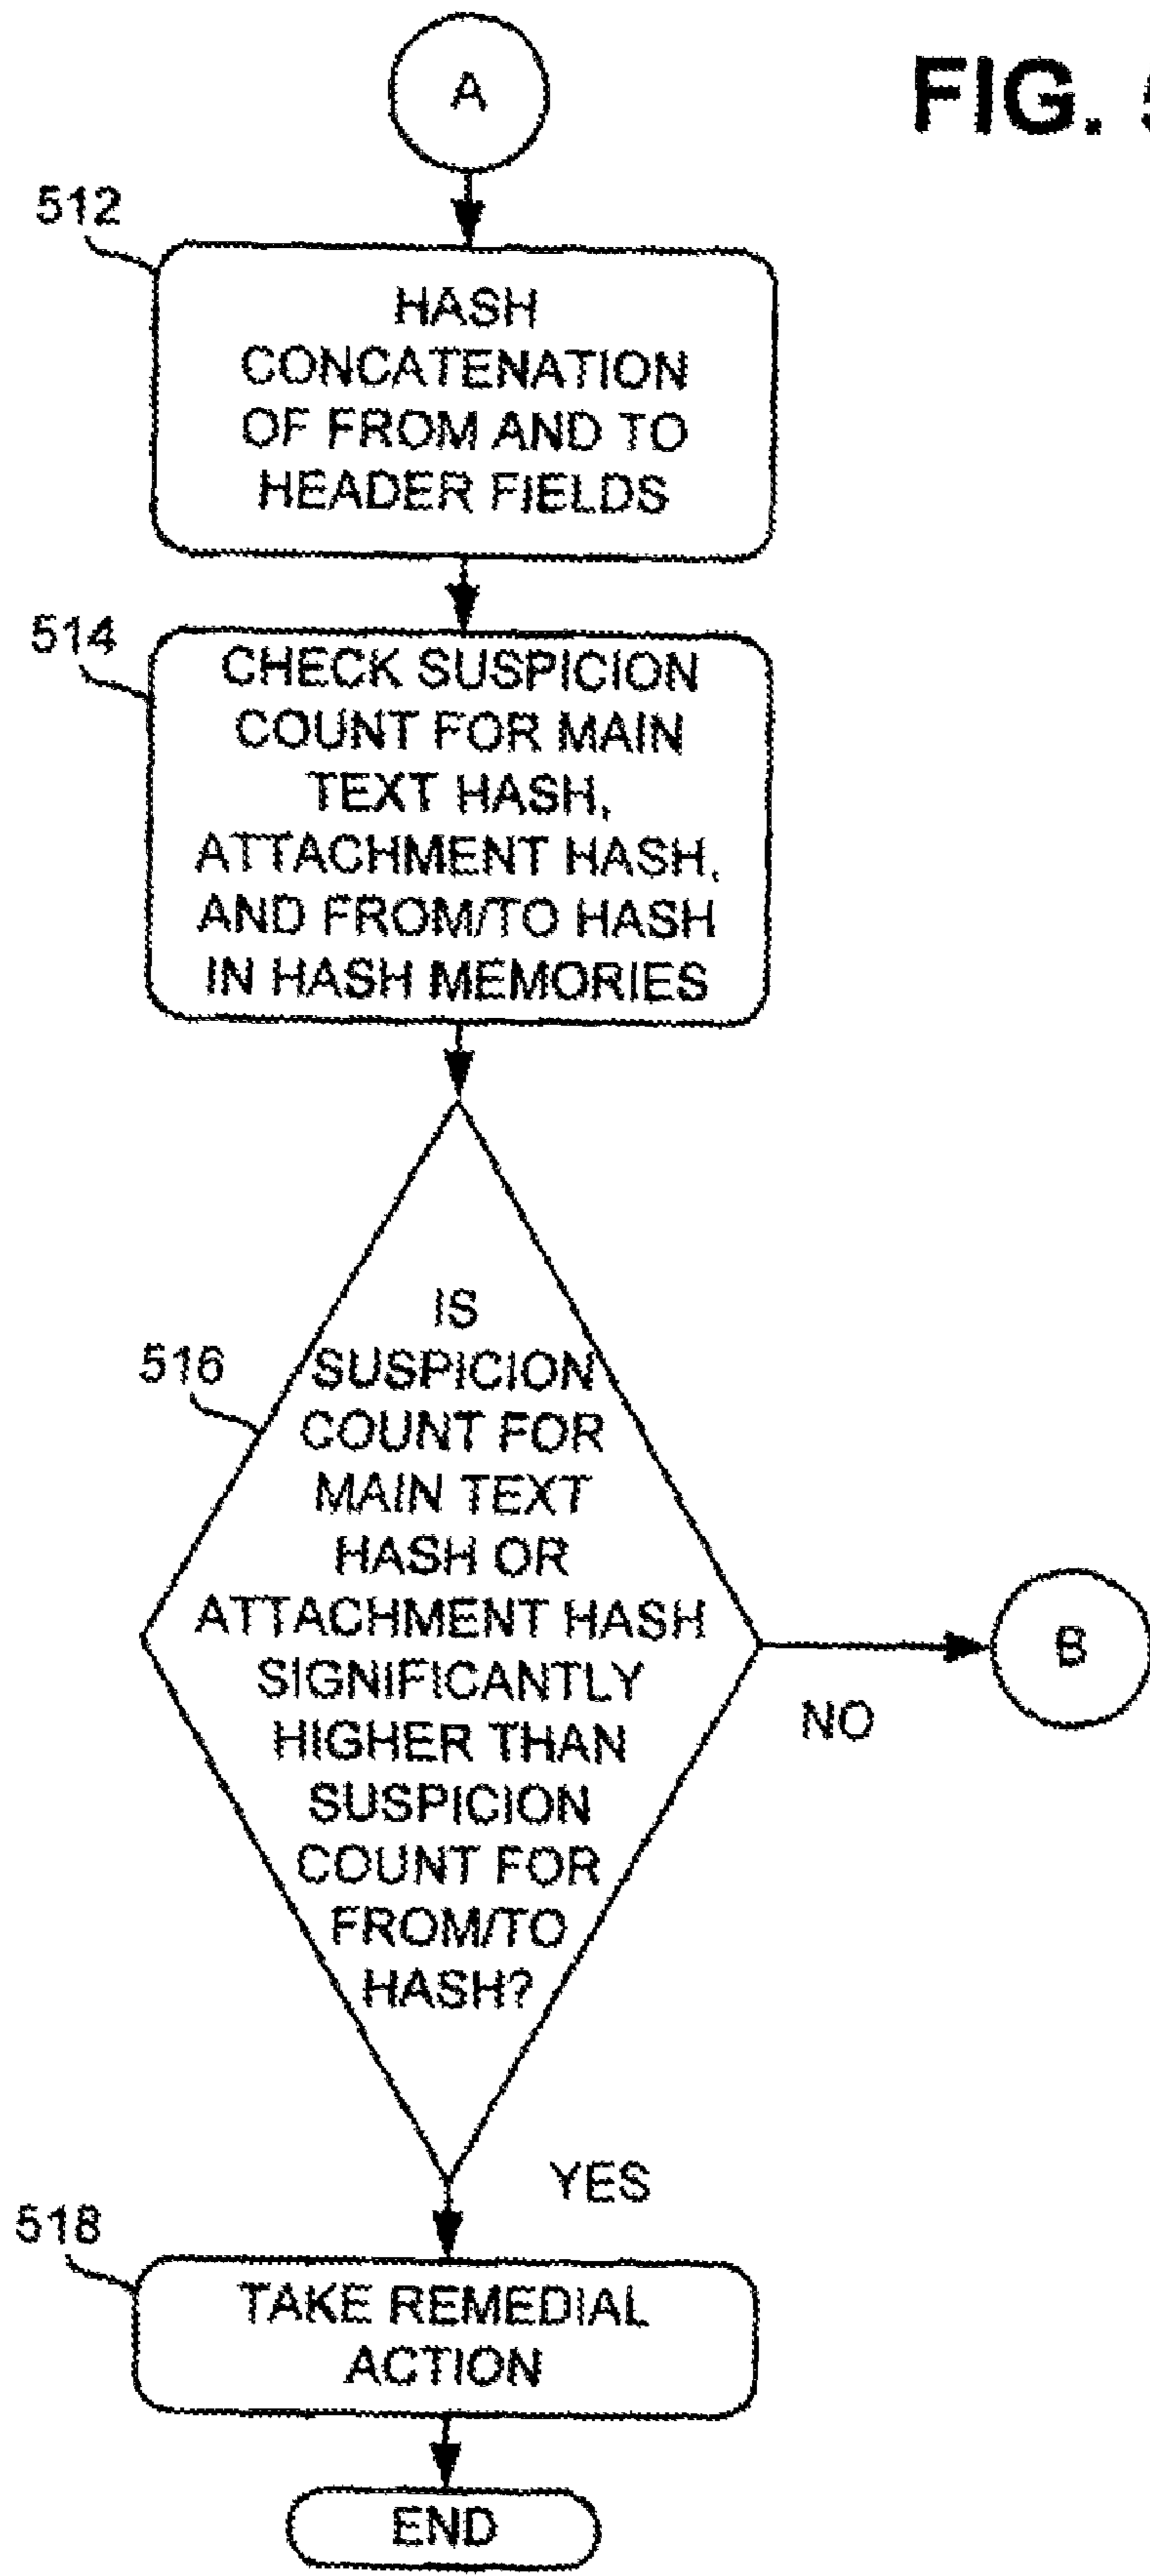 A
FIG. 5
512
HASH
CONCATENATION
OF FROM AND TO
HEADER FIELDS
514
CHECK SUSPICION
COUNT FOR MAIN
TEXT HASH,
ATTACHMENT HASH,
AND FROM/TO HASH
IN HASH MEMORIES
516
IS
SUSPICION
COUNT FOR
MAIN TEXT
HASH OR
ATTACHMENT HASH
SIGNIFICANTLY
HIGHER THAN
SUSPICION
COUNT FOR
FROM/TO
HASH?
B
NO
YES
518
TAKE REMEDIAL
ACTION
END